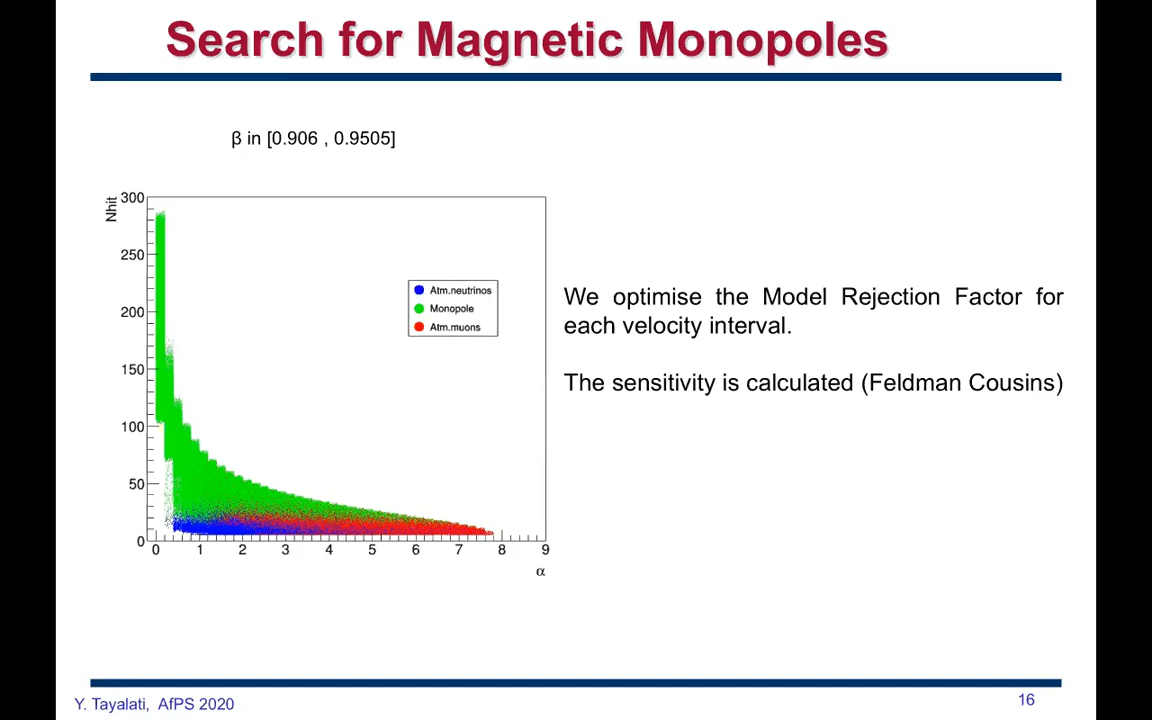 Search for Magnetic Monopoles
β in [0.906 , 0.9505]
Nhit
300
250
200
150
100
50
0
0 1 2 3 4 5 6 7 8 9
α
Atm.neutrinos
Monopole
Atm.muons
We optimise the Model Rejection Factor for
each velocity interval.
The sensitivity is calculated (Feldman Cousins)
Y. Tayalati, AfPS 2020
16